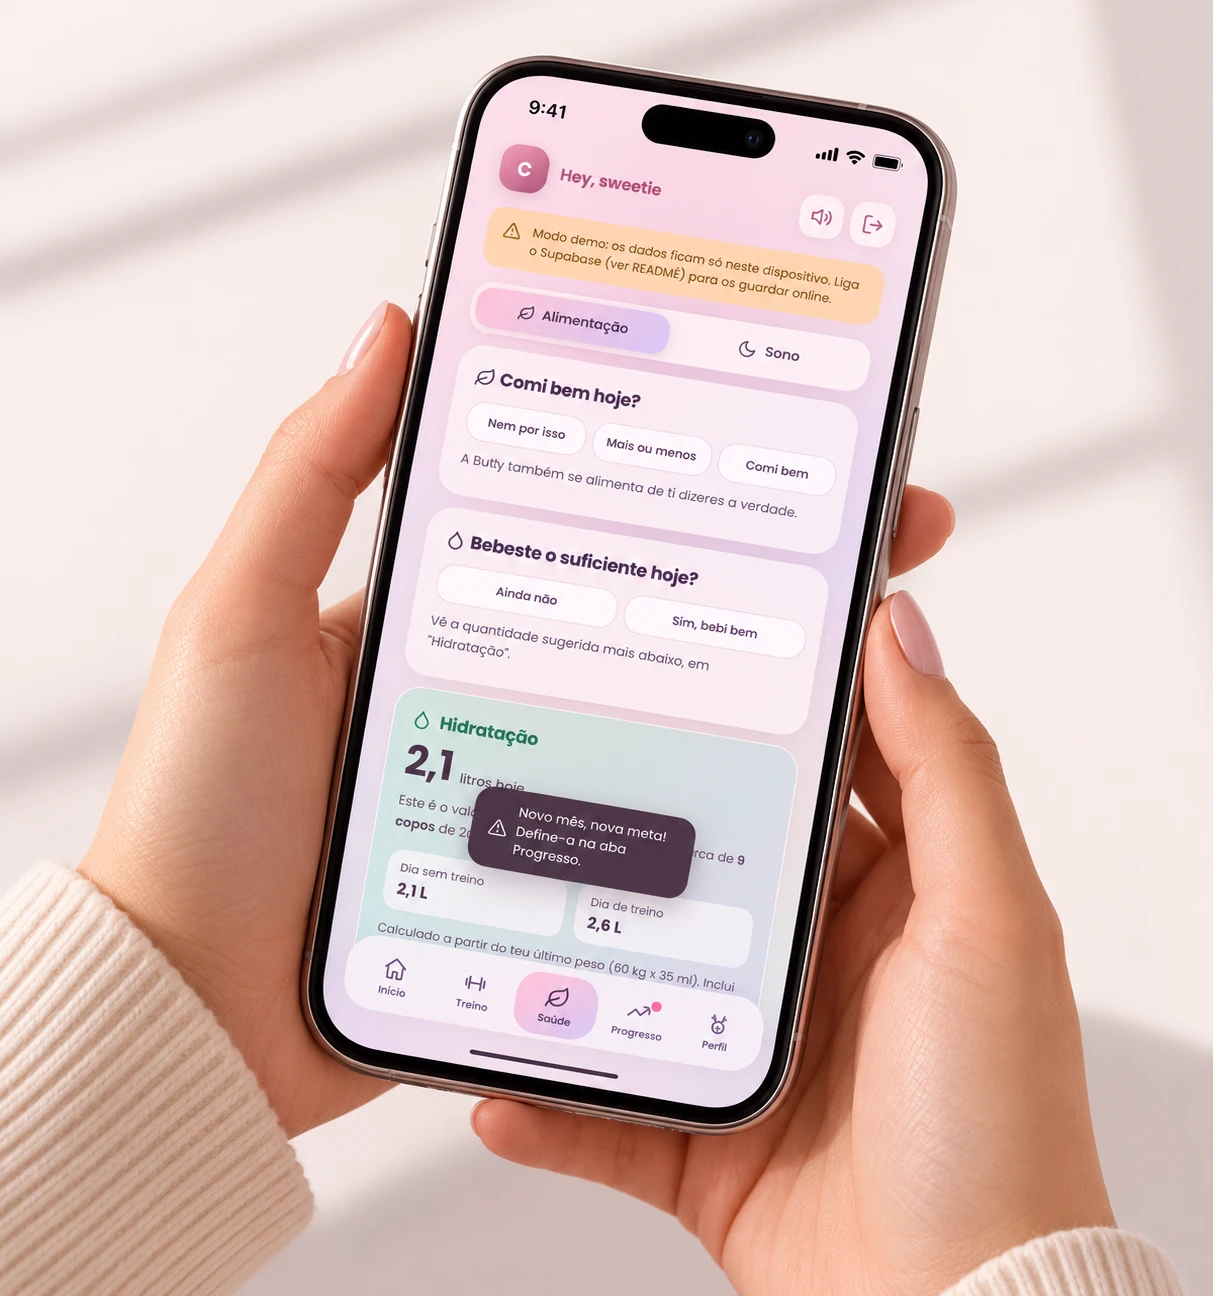 9:41
C
Hey, sweetie
Modo demo: os dados ficam só neste dispositivo. Liga
o Supabase (ver READMÉ) para os guardar online.
Alimentação
Sono
Comi bem hoje?
Nem por isso
Mais ou menos
Comi bem
A Butty também se alimenta de ti dizeres a verdade.
Bebeste o suficiente hoje?
Ainda não
Sim, bebi bem
Vê a quantidade sugerida mais abaixo, em
"Hidratação".
Hidratação
2,1 litros hoje
Este é o
copos de
cerca de 9
Novo mês, nova meta!
Define-a na aba
Progresso.
Dia sem treino
2,1 L
Dia de treino
2,6 L
Calculado a partir do teu último peso (60 kg x 35 ml). Inclui
Início
Treino
Saúde
Progresso
Perfil